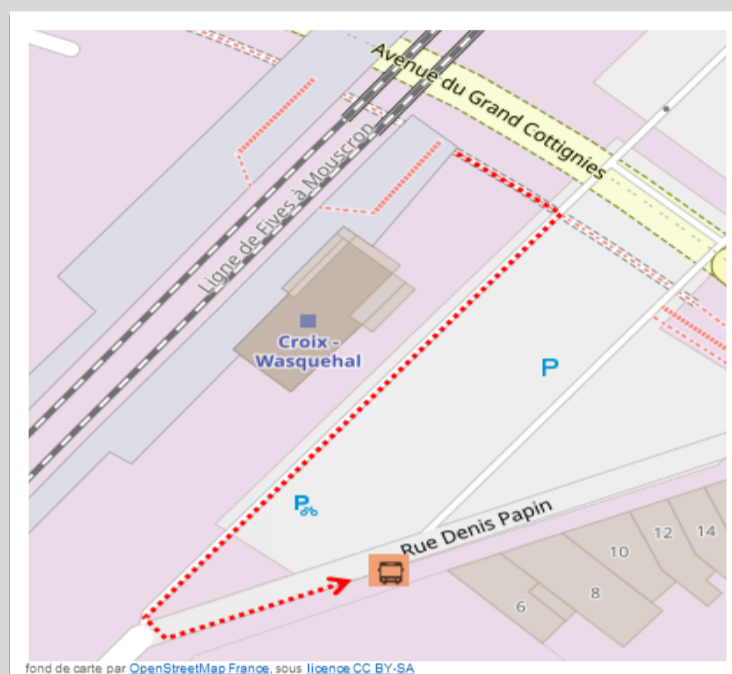 Avenue du Grand Cottignies
Ligne de Fives à Mouscron
Croix -
Wasquehal
P
P
Rue Denis Papin
14
12
10
8
6
fond de carte par OpenStreetMap France, sous licence CC BY-SA